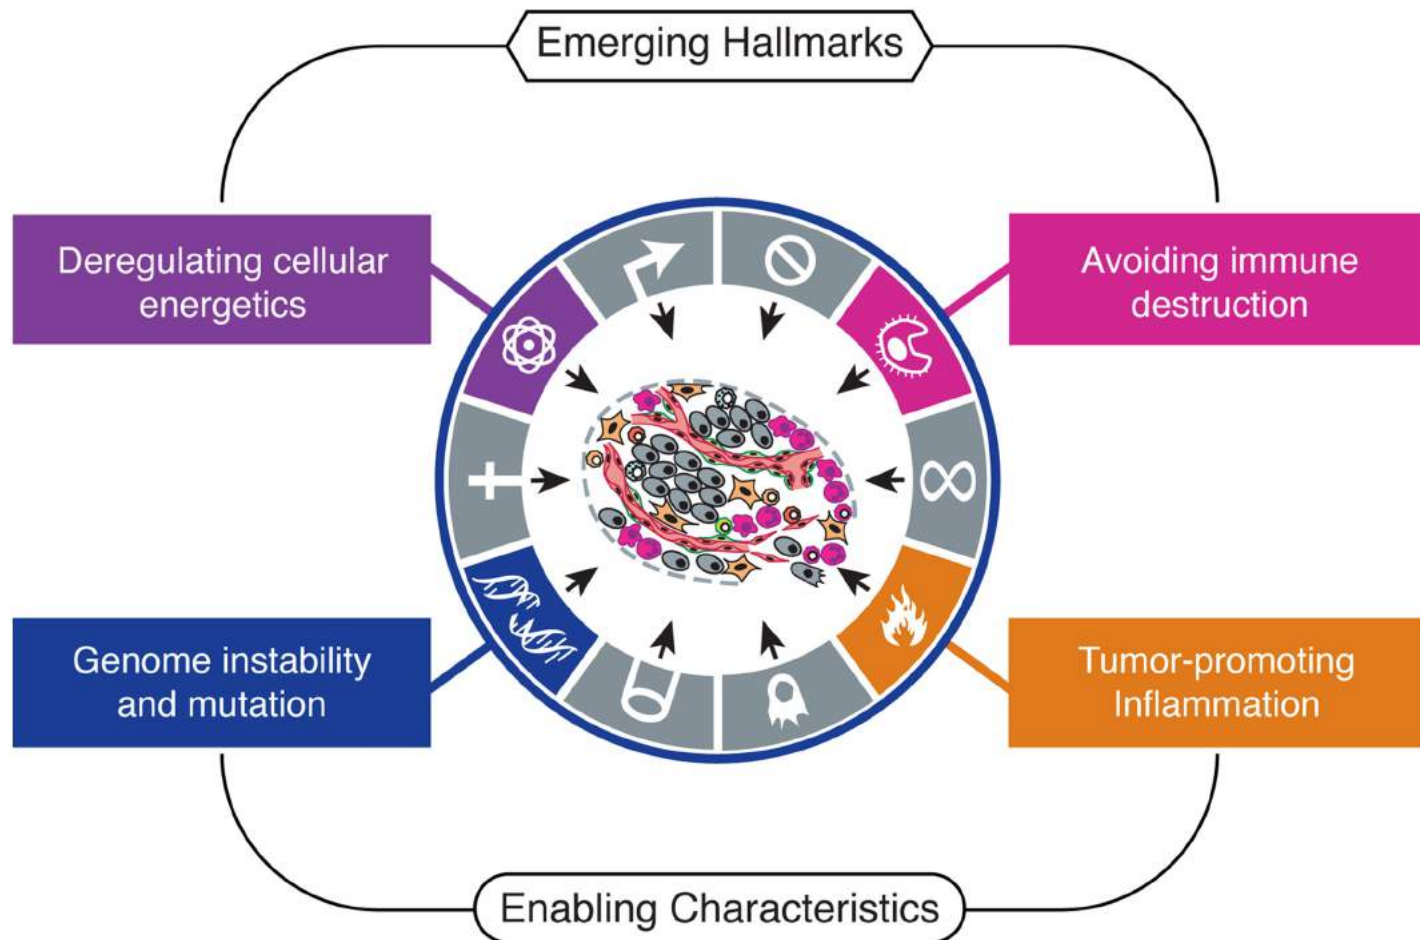 Emerging Hallmarks
Deregulating cellular
energetics
Avoiding immune
destruction
Genome instability
and mutation
Tumor-promoting
Inflammation
Enabling Characteristics